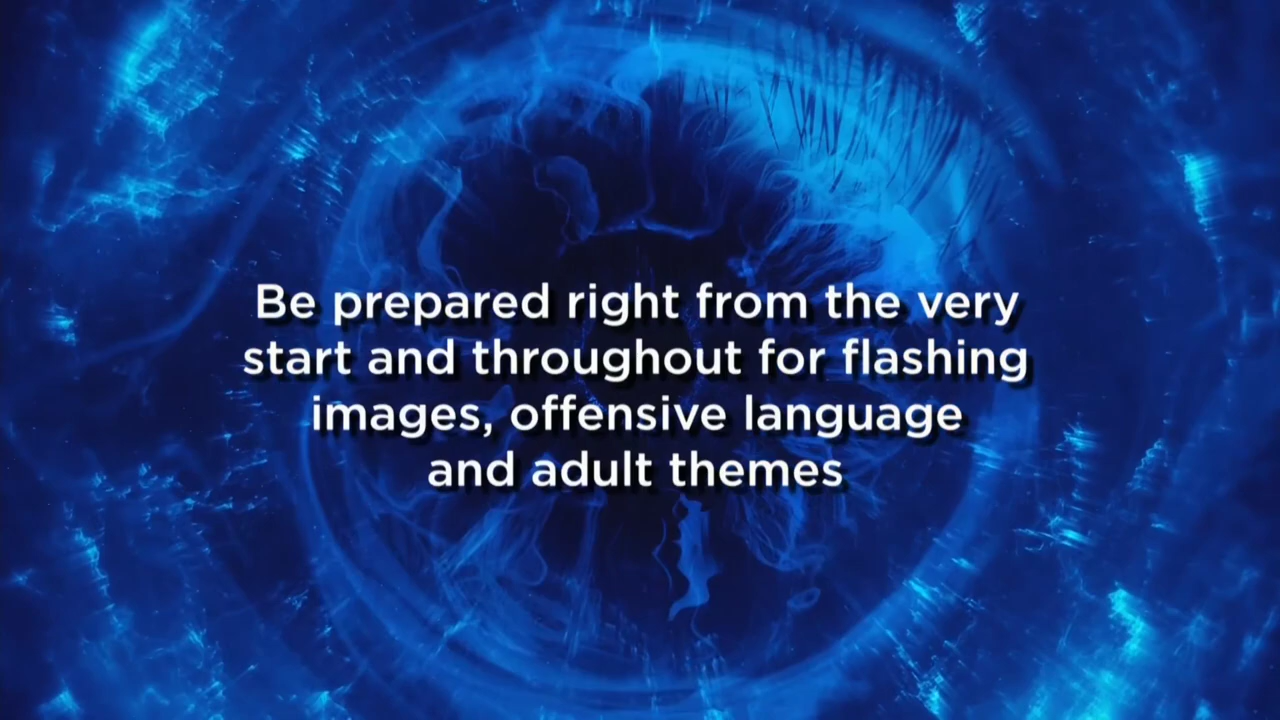 Be prepared right from the very
start and throughout for flashing
images, offensive language
and adult themes